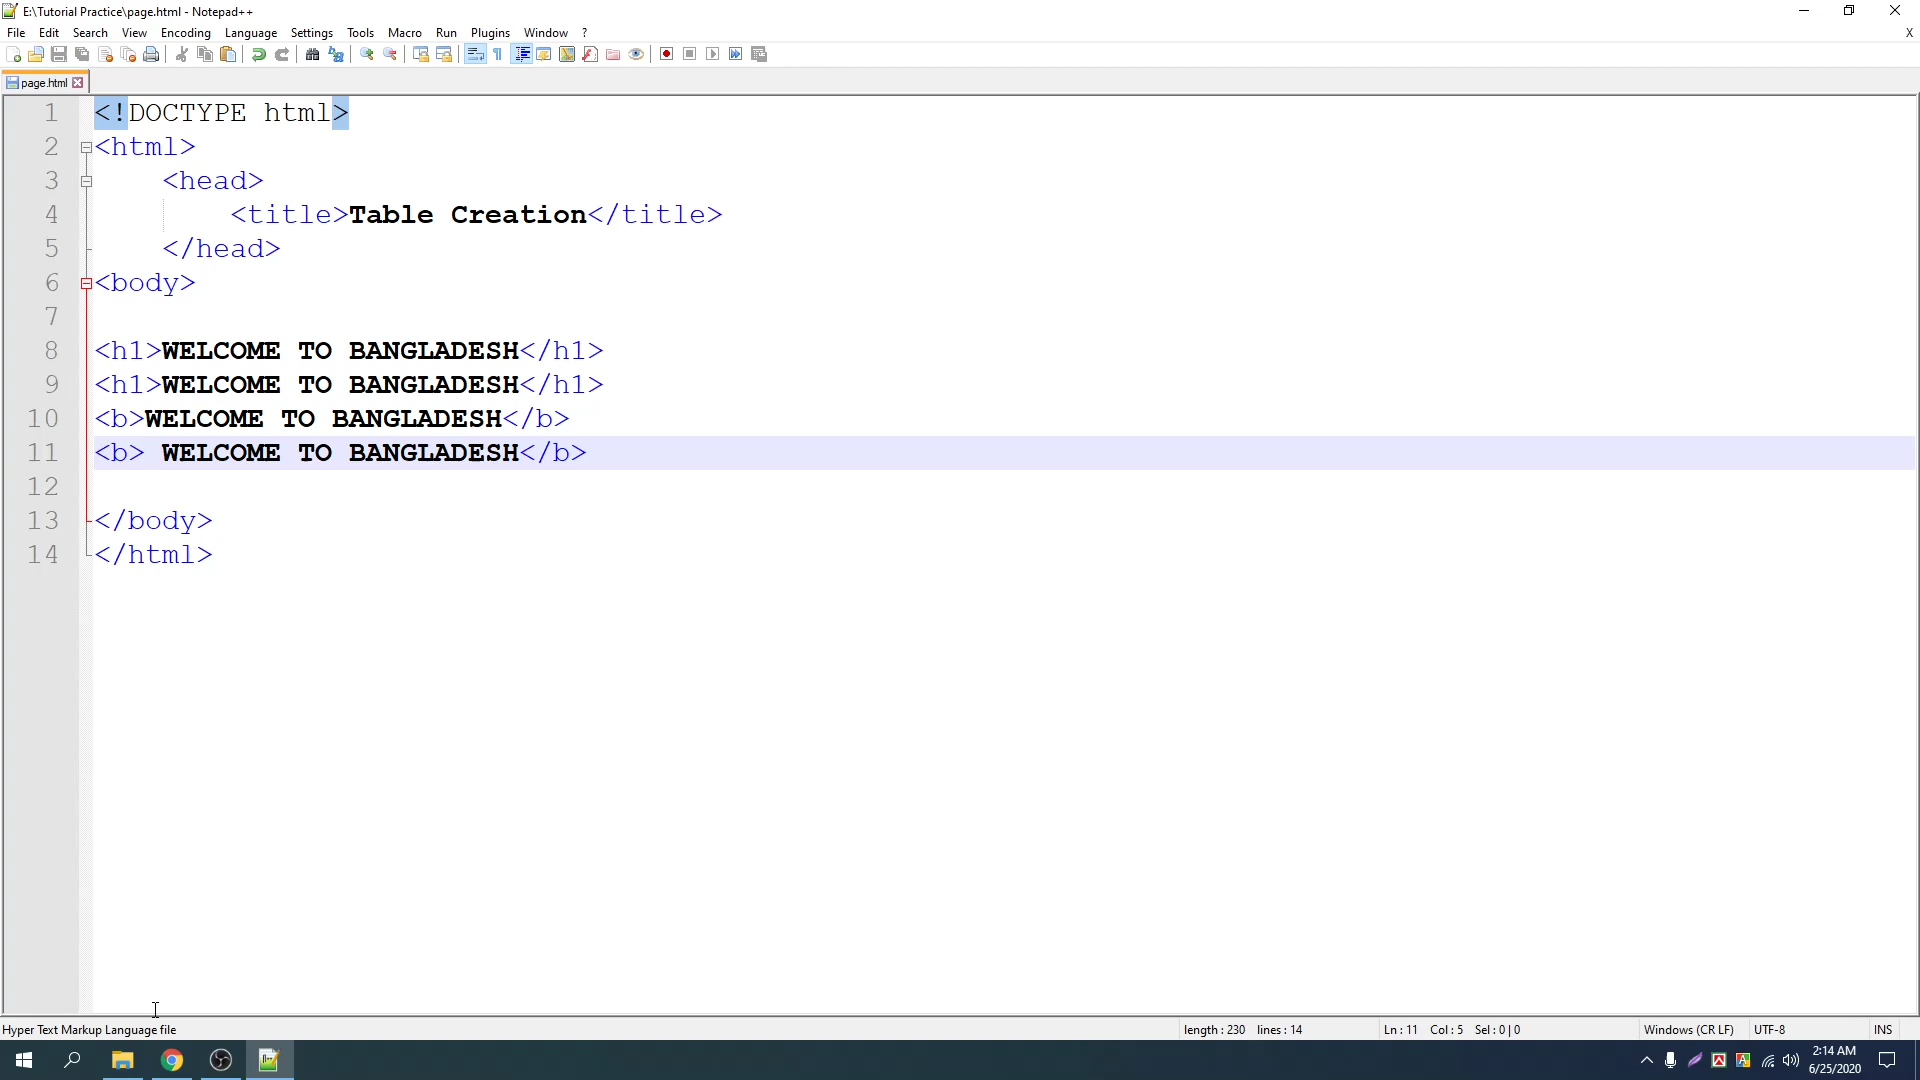 E:\Tutorial Practice\page.html - Notepad++
File Edit Search View Encoding Language Settings Tools Macro Run Plugins Window ? X
page.html
1 <!DOCTYPE html>
2 <html>
3 <head>
4 <title>Table Creation</title>
5 </head>
6 <body>
7
8 <h1>WELCOME TO BANGLADESH</h1>
9 <h1>WELCOME TO BANGLADESH</h1>
10 <b>WELCOME TO BANGLADESH</b>
11 <b> WELCOME TO BANGLADESH</b>
12
13 </body>
14 </html>
Hyper Text Markup Language file length : 230 lines : 14 Ln : 11 Col : 5 Sel : 0 | 0 Windows (CR LF) UTF-8 INS
2:14 AM
6/25/2020